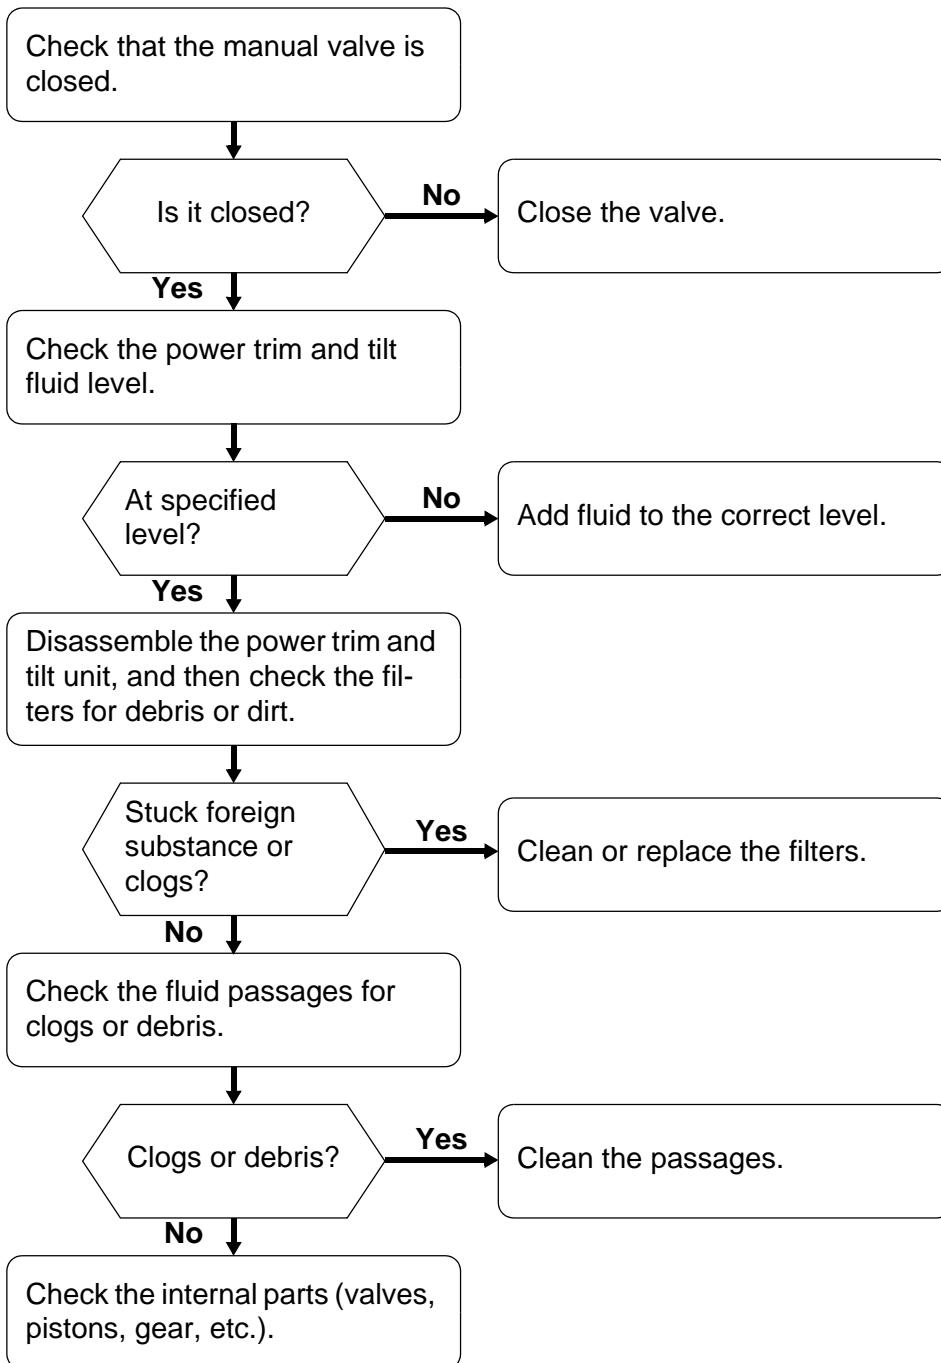 Check that the manual valve is
closed.
Is it closed?
No
Close the valve.
Yes
Check the power trim and tilt
fluid level.
At specified
level?
No
Add fluid to the correct level.
Yes
Disassemble the power trim and
tilt unit, and then check the fil-
ters for debris or dirt.
Stuck foreign
substance or
clogs?
Yes
Clean or replace the filters.
No
Check the fluid passages for
clogs or debris.
Clogs or debris?
Yes
Clean the passages.
No
Check the internal parts (valves,
pistons, gear, etc.).